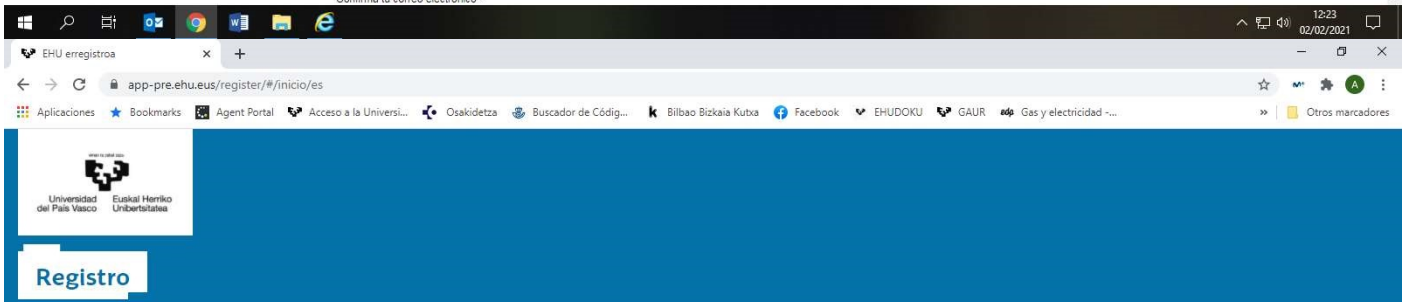 Confirma tu correo electrónico
12:23
02/02/2021
EHU erregistroa
app-pre.ehu.eus/register/#/inicio/es
Aplicaciones Bookmarks Agent Portal Acceso a la Universi... Osakidetza Buscador de Códig... Bilbao Bizkaia Kutxa Facebook EHUDOKU GAUR edp Gas y electricidad -... » Otros marcadores
Universidad del País Vasco
Euskal Herriko Unibertsitatea
Registro